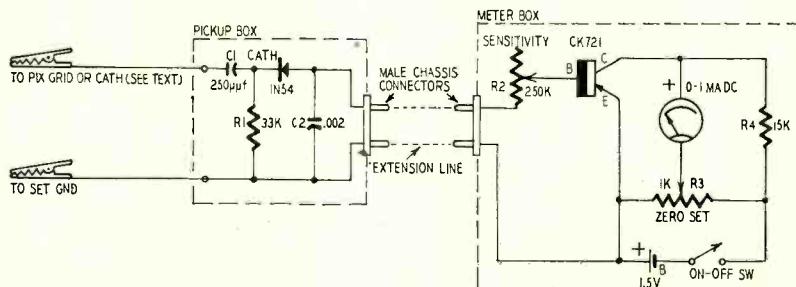 PICKUP BOX
METER BOX
TO PIX GRID OR CATH (SEE TEXT)
C1
250µµf
CATH
IN54
R1
33K
C2
.002
TO SET GND
MALE CHASSIS
CONNECTORS
EXTENSION LINE
SENSITIVITY
R2
250K
CK721
B
C
E
+
0-1 MA DC
R4
15K
1K
R3
ZERO SET
+
B
1.5V
ON-OFF SW